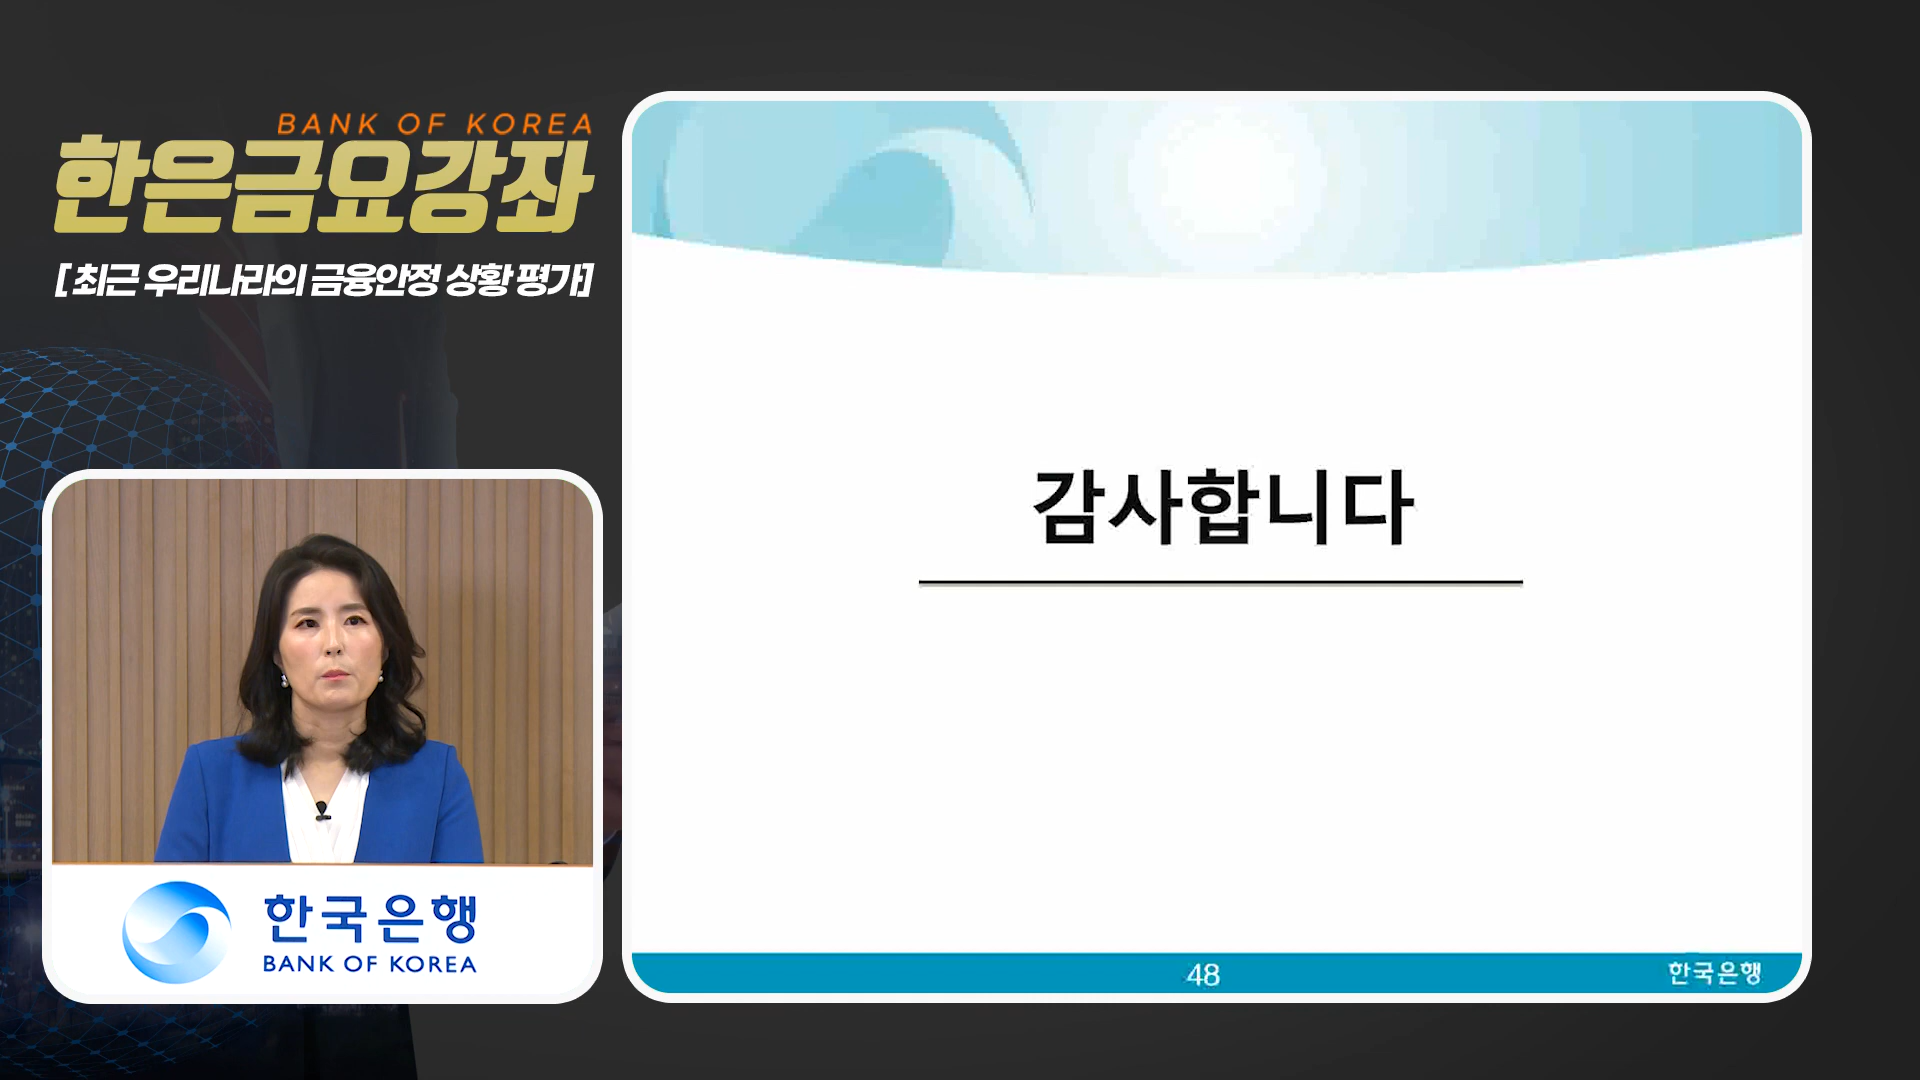 BANK OF KOREA
한은금요강좌
[ 최근 우리나라의 금융안정 상황 평가]
감사합니다
한국은행
BANK OF KOREA
48
한국은행